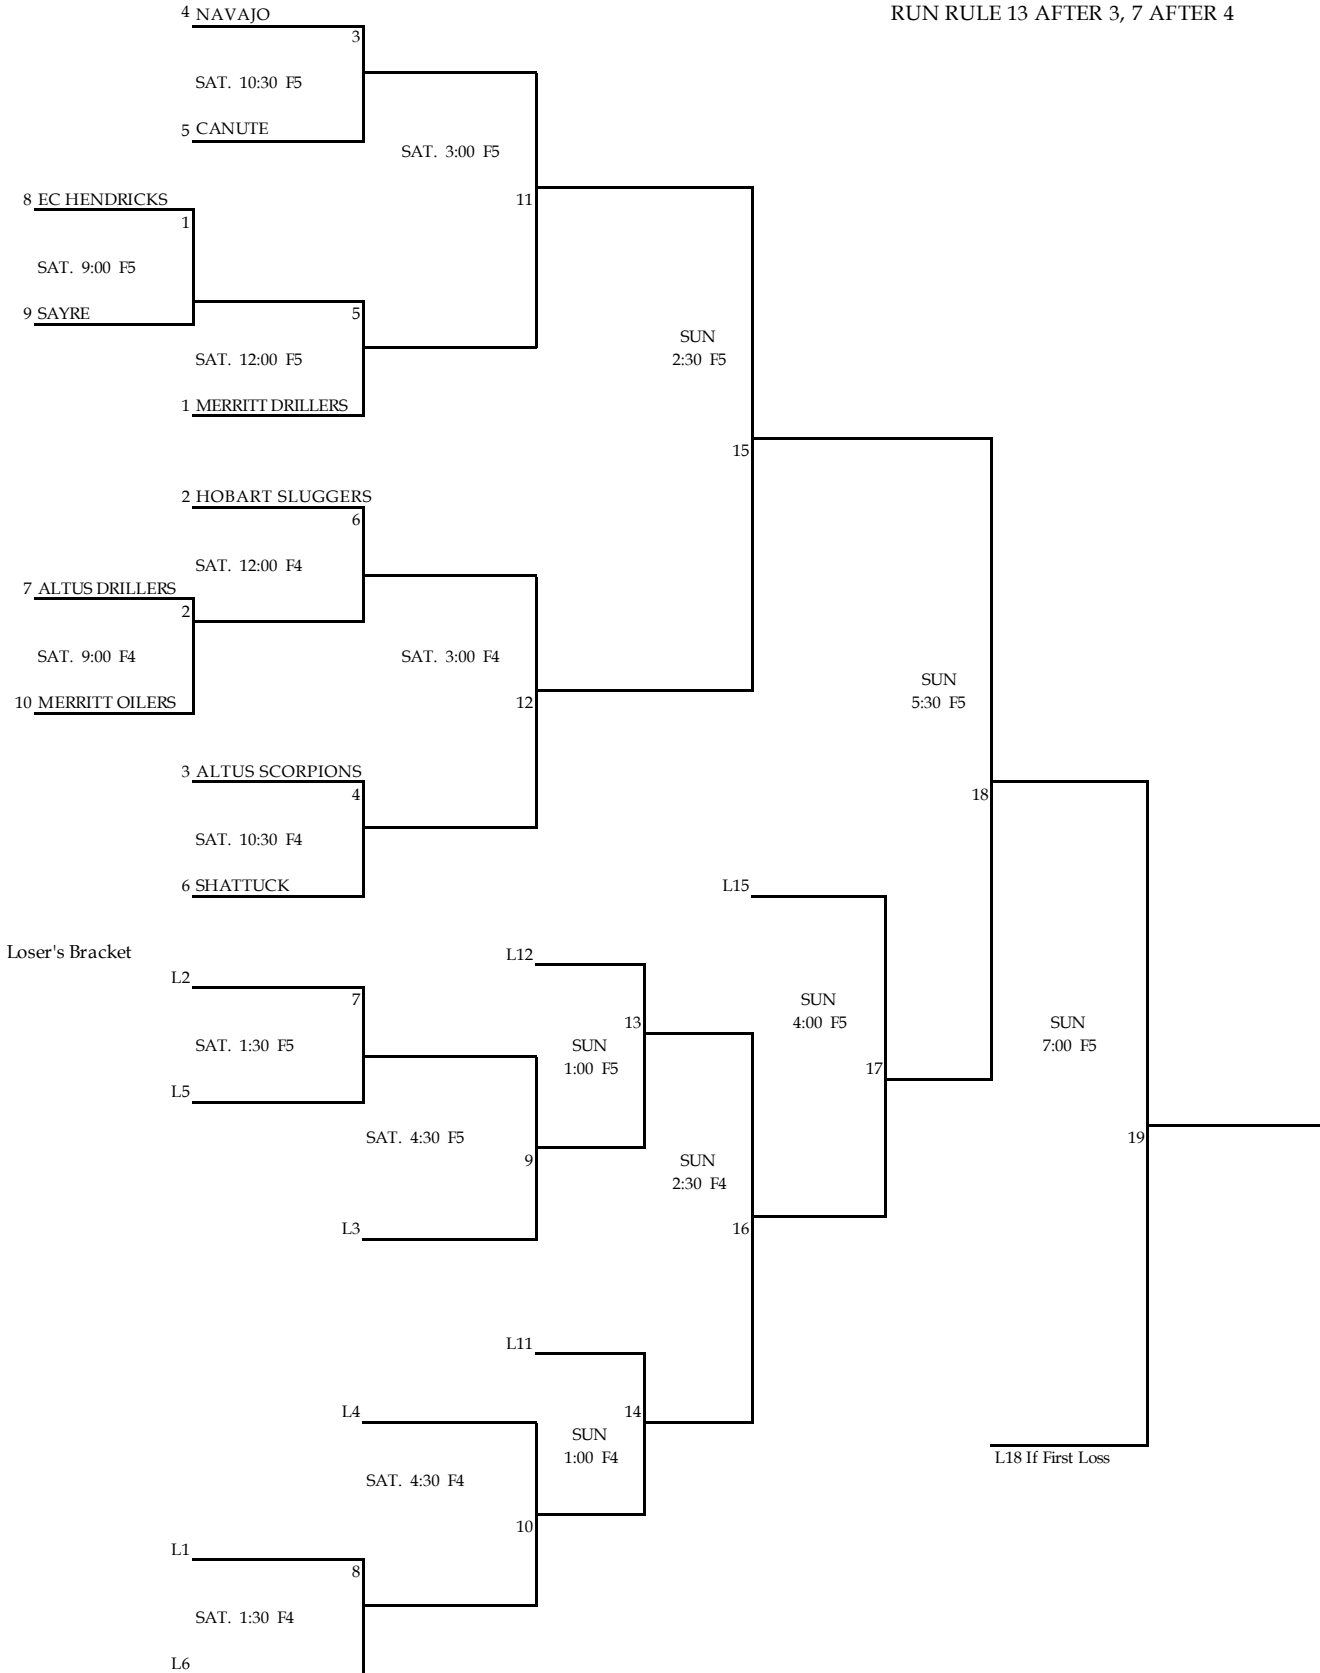 4 NAVAJO
RUN RULE 13 AFTER 3, 7 AFTER 4
3
SAT. 10:30 F5
5 CANUTE
SAT. 3:00 F5
8 EC HENDRICKS
11
1
SAT. 9:00 F5
9 SAYRE
5
SUN
2:30 F5
SAT. 12:00 F5
1 MERRITT DRILLERS
15
2 HOBART SLUGGERS
6
SAT. 12:00 F4
7 ALTUS DRILLERS
2
SAT. 9:00 F4
SAT. 3:00 F4
SUN
5:30 F5
10 MERRITT OILERS
12
3 ALTUS SCORPIONS
4
18
SAT. 10:30 F4
6 SHATTUCK
L15
Loser's Bracket
L12
L2
7
SUN
4:00 F5
13
SUN
7:00 F5
SAT. 1:30 F5
SUN
1:00 F5
17
L5
SAT. 4:30 F5
19
9
SUN
2:30 F4
L3
16
L11
L4
14
SUN
1:00 F4
L18 If First Loss
SAT. 4:30 F4
10
L1
8
SAT. 1:30 F4
L6